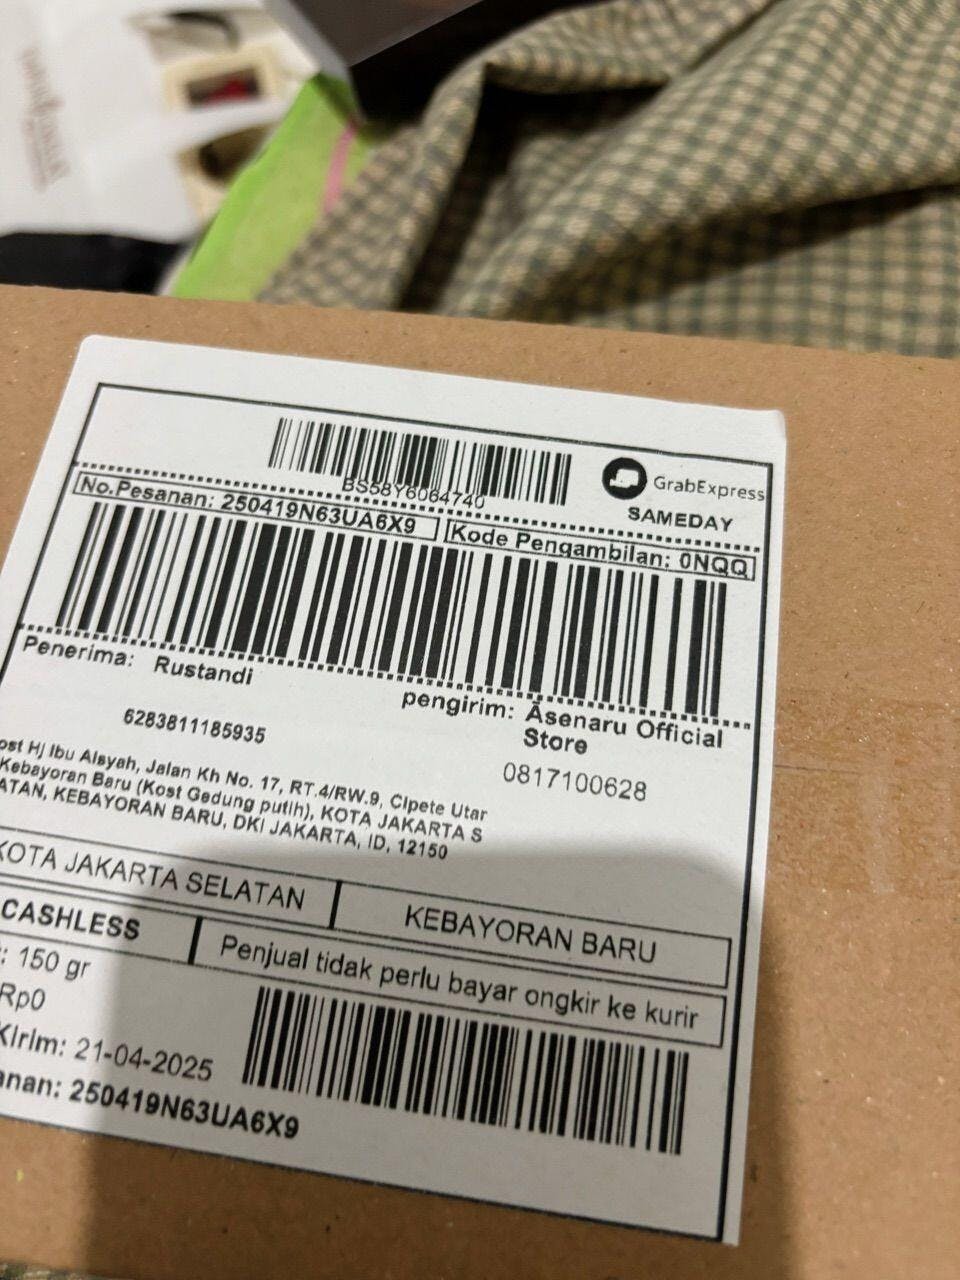 BS58Y6064740
GrabExpress
SAMEDAY
No.Pesanan: 250419N63UA6X9
Kode Pengambilan: 0NQQ
Penerima: Rustandi
6283811185935
ost Hj Ibu Aisyah, Jalan Kh No. 17, RT.4/RW.9, Cipete Utar
Kebayoran Baru (Kost Gedung putih), KOTA JAKARTA S
ATAN, KEBAYORAN BARU, DKI JAKARTA, ID, 12150
pengirim: Āsenaru Official
Store
0817100628
KOTA JAKARTA SELATAN
KEBAYORAN BARU
CASHLESS
Penjual tidak perlu bayar ongkir ke kurir
: 150 gr
Rp0
Kirim: 21-04-2025
anan: 250419N63UA6X9